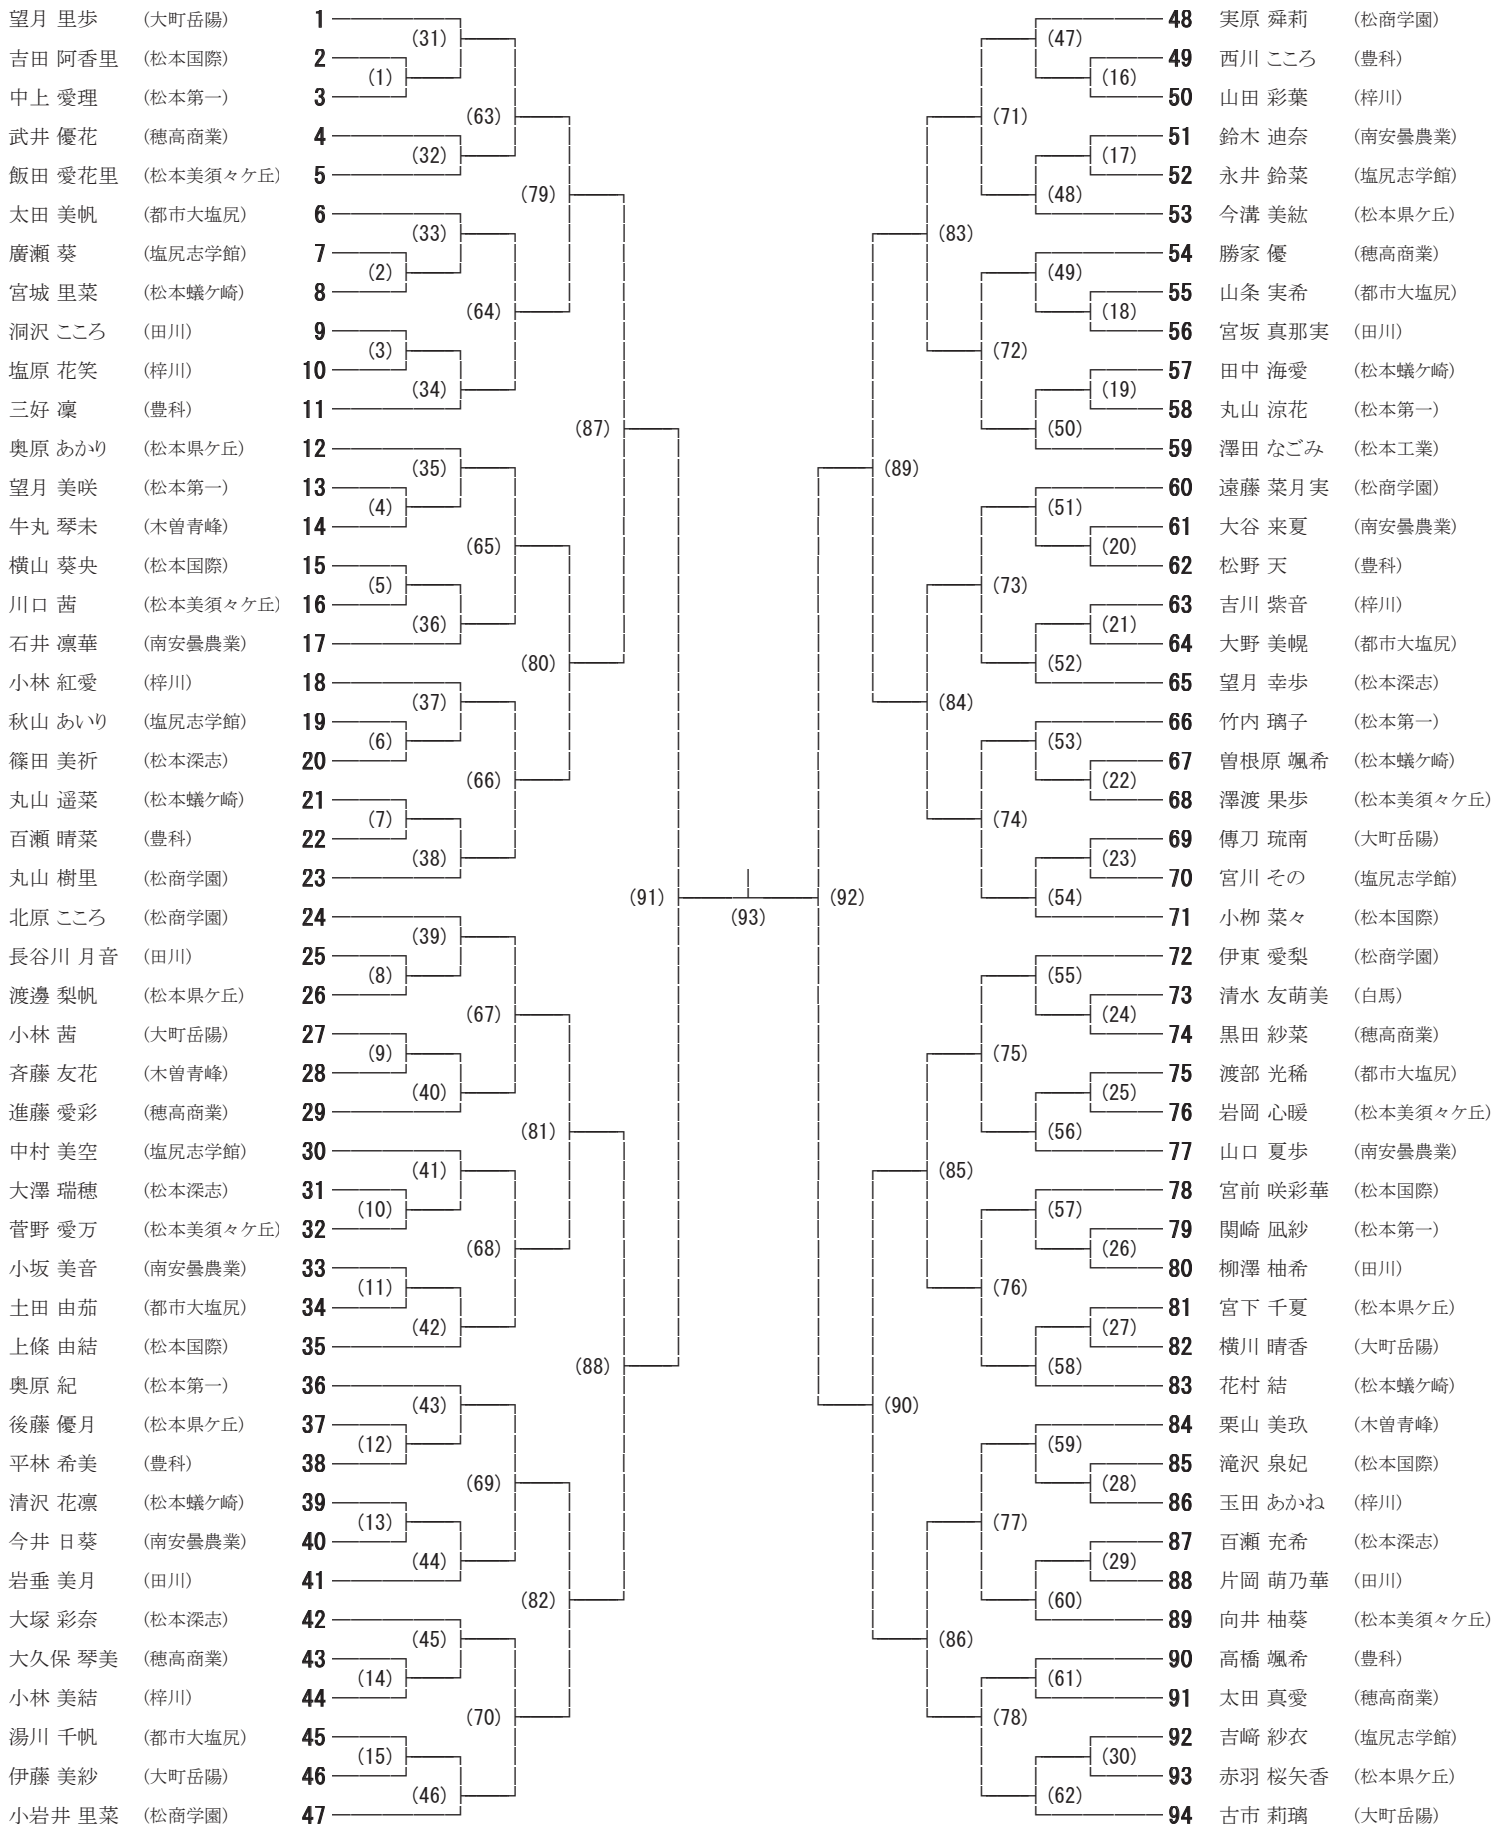 望月 里歩 (大町岳陽) 1
吉田 阿香里 (松本国際) 2
中上 愛理 (松本第一) 3
武井 優花 (穂高商業) 4
飯田 愛花里 (松本美須々ケ丘) 5
太田 美帆 (都市大塩尻) 6
廣瀬 葵 (塩尻志学館) 7
宮城 里菜 (松本蟻ケ崎) 8
洞沢 こころ (田川) 9
塩原 花笑 (梓川) 10
三好 凜 (豊科) 11
奥原 あかり (松本県ケ丘) 12
望月 美咲 (松本第一) 13
牛丸 琴未 (木曽青峰) 14
横山 葵央 (松本国際) 15
川口 茜 (松本美須々ケ丘) 16
石井 凛華 (南安曇農業) 17
小林 紅愛 (梓川) 18
秋山 あいり (塩尻志学館) 19
篠田 美祈 (松本深志) 20
丸山 遥菜 (松本蟻ケ崎) 21
百瀬 晴菜 (豊科) 22
丸山 樹里 (松商学園) 23
北原 こころ (松商学園) 24
長谷川 月音 (田川) 25
渡邊 梨帆 (松本県ケ丘) 26
小林 茜 (大町岳陽) 27
斉藤 友花 (木曽青峰) 28
進藤 愛彩 (穂高商業) 29
中村 美空 (塩尻志学館) 30
大澤 瑞穂 (松本深志) 31
菅野 愛万 (松本美須々ケ丘) 32
小坂 美音 (南安曇農業) 33
土田 由茄 (都市大塩尻) 34
上條 由結 (松本国際) 35
奥原 紀 (松本第一) 36
後藤 優月 (松本県ケ丘) 37
平林 希美 (豊科) 38
清沢 花凛 (松本蟻ケ崎) 39
今井 日葵 (南安曇農業) 40
岩垂 美月 (田川) 41
大塚 彩奈 (松本深志) 42
大久保 琴美 (穂高商業) 43
小林 美結 (梓川) 44
湯川 千帆 (都市大塩尻) 45
伊藤 美紗 (大町岳陽) 46
小岩井 里菜 (松商学園) 47
(1)
(2)
(3)
(4)
(5)
(6)
(7)
(8)
(9)
(10)
(11)
(12)
(13)
(14)
(15)
(31)
(32)
(33)
(34)
(35)
(36)
(37)
(38)
(39)
(40)
(41)
(42)
(43)
(44)
(45)
(46)
(63)
(64)
(65)
(66)
(67)
(68)
(69)
(70)
(79)
(80)
(81)
(82)
(87)
(88)
(91)
(93)
(92)
(89)
(90)
(83)
(84)
(85)
(86)
(71)
(72)
(73)
(74)
(75)
(76)
(77)
(78)
(47)
(48)
(49)
(50)
(51)
(52)
(53)
(54)
(55)
(56)
(57)
(58)
(59)
(60)
(61)
(62)
(16)
(17)
(18)
(19)
(20)
(21)
(22)
(23)
(24)
(25)
(26)
(27)
(28)
(29)
(30)
48 実原 舜莉 (松商学園)
49 西川 こころ (豊科)
50 山田 彩葉 (梓川)
51 鈴木 迪奈 (南安曇農業)
52 永井 鈴菜 (塩尻志学館)
53 今溝 美紘 (松本県ケ丘)
54 勝家 優 (穂高商業)
55 山条 実希 (都市大塩尻)
56 宮坂 真那実 (田川)
57 田中 海愛 (松本蟻ケ崎)
58 丸山 涼花 (松本第一)
59 澤田 なごみ (松本工業)
60 遠藤 菜月実 (松商学園)
61 大谷 来夏 (南安曇農業)
62 松野 天 (豊科)
63 吉川 紫音 (梓川)
64 大野 美幌 (都市大塩尻)
65 望月 幸歩 (松本深志)
66 竹内 璃子 (松本第一)
67 曽根原 颯希 (松本蟻ケ崎)
68 澤渡 果歩 (松本美須々ケ丘)
69 傳刀 琉南 (大町岳陽)
70 宮川 その (塩尻志学館)
71 小栁 菜々 (松本国際)
72 伊東 愛梨 (松商学園)
73 清水 友萌美 (白馬)
74 黒田 紗菜 (穂高商業)
75 渡部 光稀 (都市大塩尻)
76 岩岡 心暖 (松本美須々ケ丘)
77 山口 夏歩 (南安曇農業)
78 宮前 咲彩華 (松本国際)
79 関崎 凪紗 (松本第一)
80 柳澤 柚希 (田川)
81 宮下 千夏 (松本県ケ丘)
82 横川 晴香 (大町岳陽)
83 花村 結 (松本蟻ケ崎)
84 栗山 美玖 (木曽青峰)
85 滝沢 泉妃 (松本国際)
86 玉田 あかね (梓川)
87 百瀬 充希 (松本深志)
88 片岡 萌乃華 (田川)
89 向井 柚葵 (松本美須々ケ丘)
90 高橋 颯希 (豊科)
91 太田 真愛 (穂高商業)
92 吉﨑 紗衣 (塩尻志学館)
93 赤羽 桜矢香 (松本県ケ丘)
94 古市 莉璃 (大町岳陽)